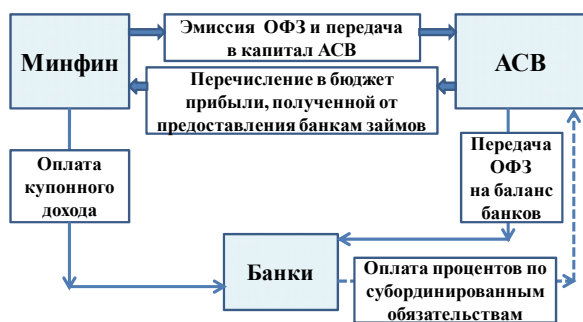 Эмиссия ОФЗ и передача
в капитал АСВ
Минфин
АСВ
Перечисление в бюджет
прибыли, полученной от
предоставления банкам займов
Оплата
купонного
дохода
Передача
ОФЗ
на баланс
банков
Банки
Оплата процентов по
субординированным
обязательствам